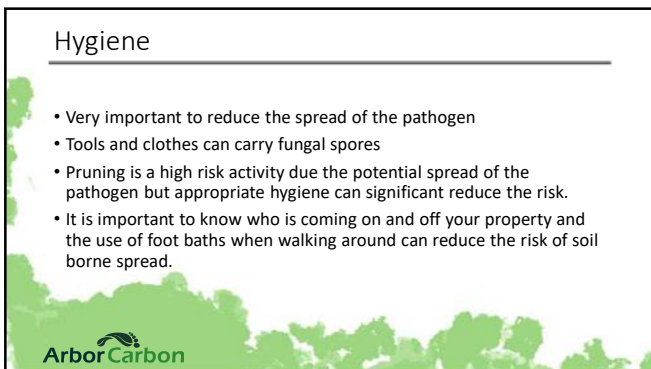 Hygiene
• Very important to reduce the spread of the pathogen
• Tools and clothes can carry fungal spores
• Pruning is a high risk activity due the potential spread of the
pathogen but appropriate hygiene can significant reduce the risk.
• It is important to know who is coming on and off your property and
the use of foot baths when walking around can reduce the risk of soil
borne spread.
ArborCarbon